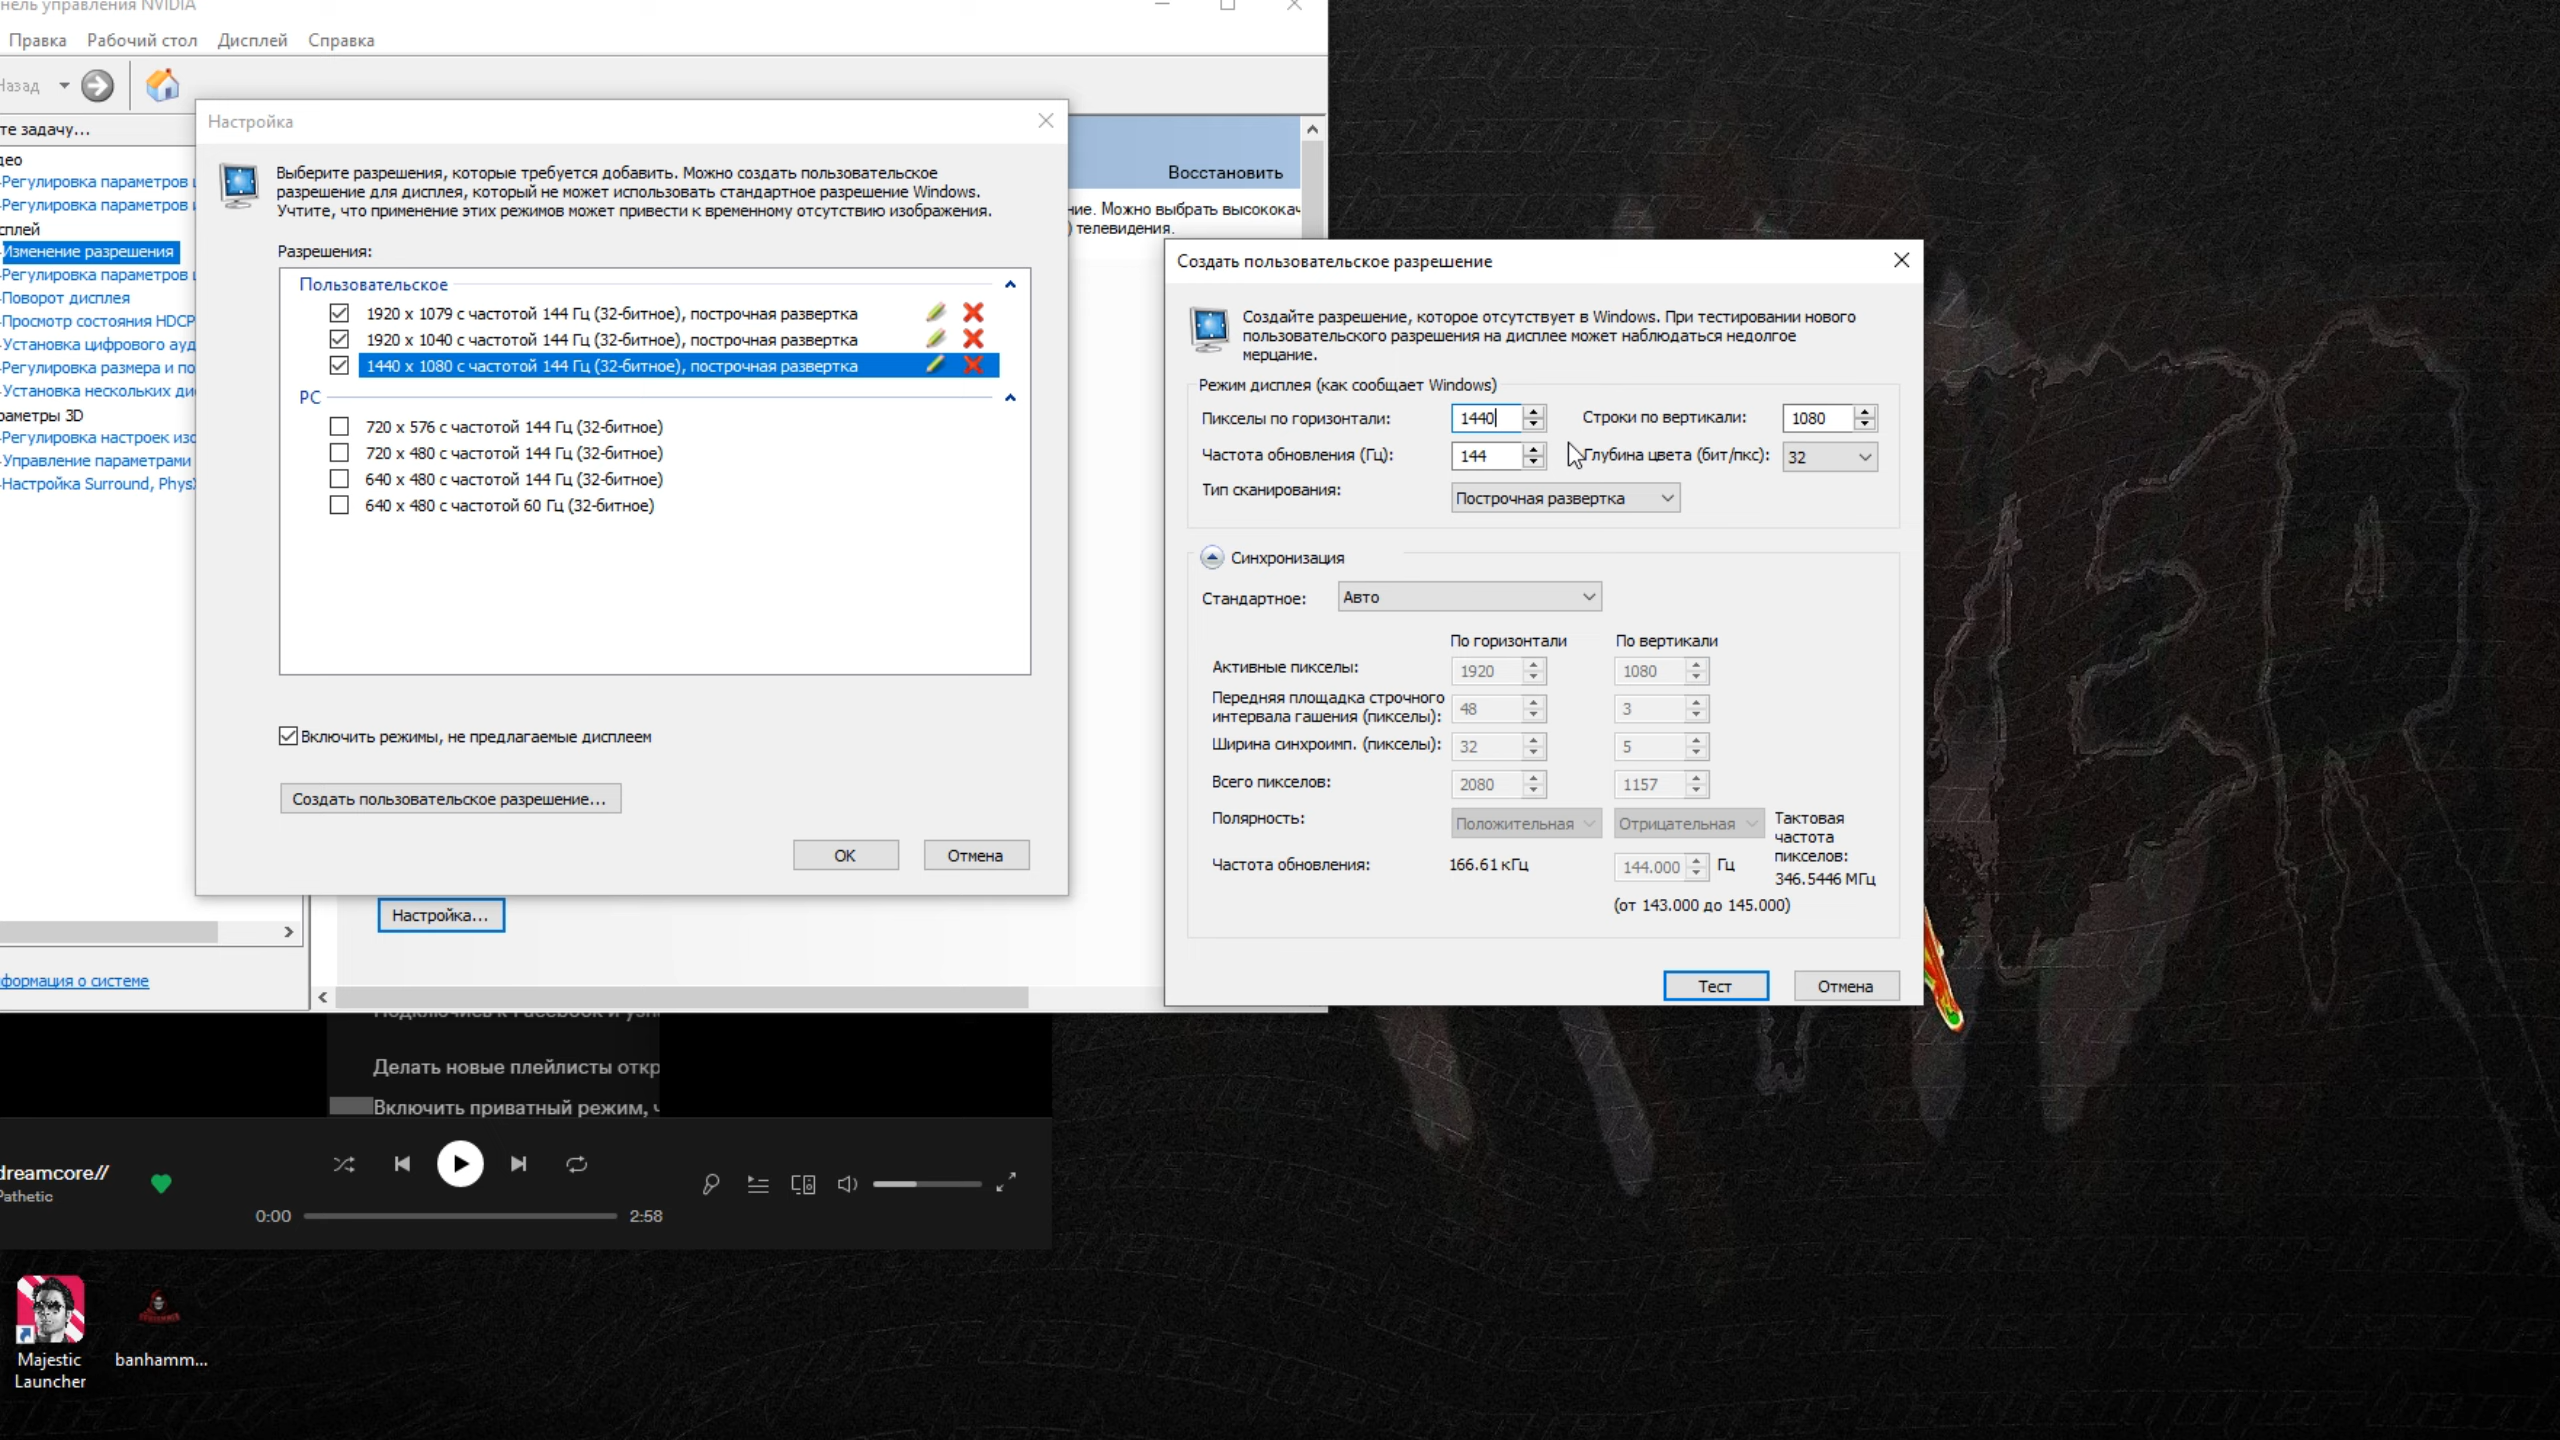 нель управления NVIDIA
Правка Рабочий стол Дисплей Справка
Назад
те задачу...
део
Регулировка параметров
Регулировка параметров
сплей
Изменение разрешения
Регулировка параметров
Поворот дисплея
Просмотр состояния HDCP
Установка цифрового ауд
Регулировка размера и по
Установка нескольких ди
раметры 3D
Регулировка настроек изо
Управление параметрами
Настройка Surround, Phys
формация о системе
Восстановить
ние. Можно выбрать высокока
) телевидения.
Настройка
Выберите разрешения, которые требуется добавить. Можно создать пользовательское
разрешение для дисплея, который не может использовать стандартное разрешение Windows.
Учтите, что применение этих режимов может привести к временному отсутствию изображения.
Разрешения:
Пользовательское
1920 x 1079 с частотой 144 Гц (32-битное), построчная развертка
1920 x 1040 с частотой 144 Гц (32-битное), построчная развертка
1440 x 1080 с частотой 144 Гц (32-битное), построчная развертка
PC
720 x 576 с частотой 144 Гц (32-битное)
720 x 480 с частотой 144 Гц (32-битное)
640 x 480 с частотой 144 Гц (32-битное)
640 x 480 с частотой 60 Гц (32-битное)
Включить режимы, не предлагаемые дисплеем
Создать пользовательское разрешение...
ОК Отмена
Настройка...
Создать пользовательское разрешение
Создайте разрешение, которое отсутствует в Windows. При тестировании нового
пользовательского разрешения на дисплее может наблюдаться недолгое
мерцание.
Режим дисплея (как сообщает Windows)
Пикселы по горизонтали: 1440 Строки по вертикали: 1080
Частота обновления (Гц): 144 Глубина цвета (бит/пкс): 32
Тип сканирования: Построчная развертка
Синхронизация
Стандартное: Авто
По горизонтали По вертикали
Активные пикселы: 1920 1080
Передняя площадка строчного
интервала гашения (пикселы): 48 3
Ширина синхроимп. (пикселы): 32 5
Всего пикселов: 2080 1157
Полярность: Положительная Отрицательная
Тактовая
частота
пикселов:
346.5446 МГц
Частота обновления: 166.61 кГц 144.000 Гц
(от 143.000 до 145.000)
Тест Отмена
Делать новые плейлисты откр
Включить приватный режим, ч
dreamcore//
Pathetic
0:00 2:58
Majestic
Launcher
banhamm...